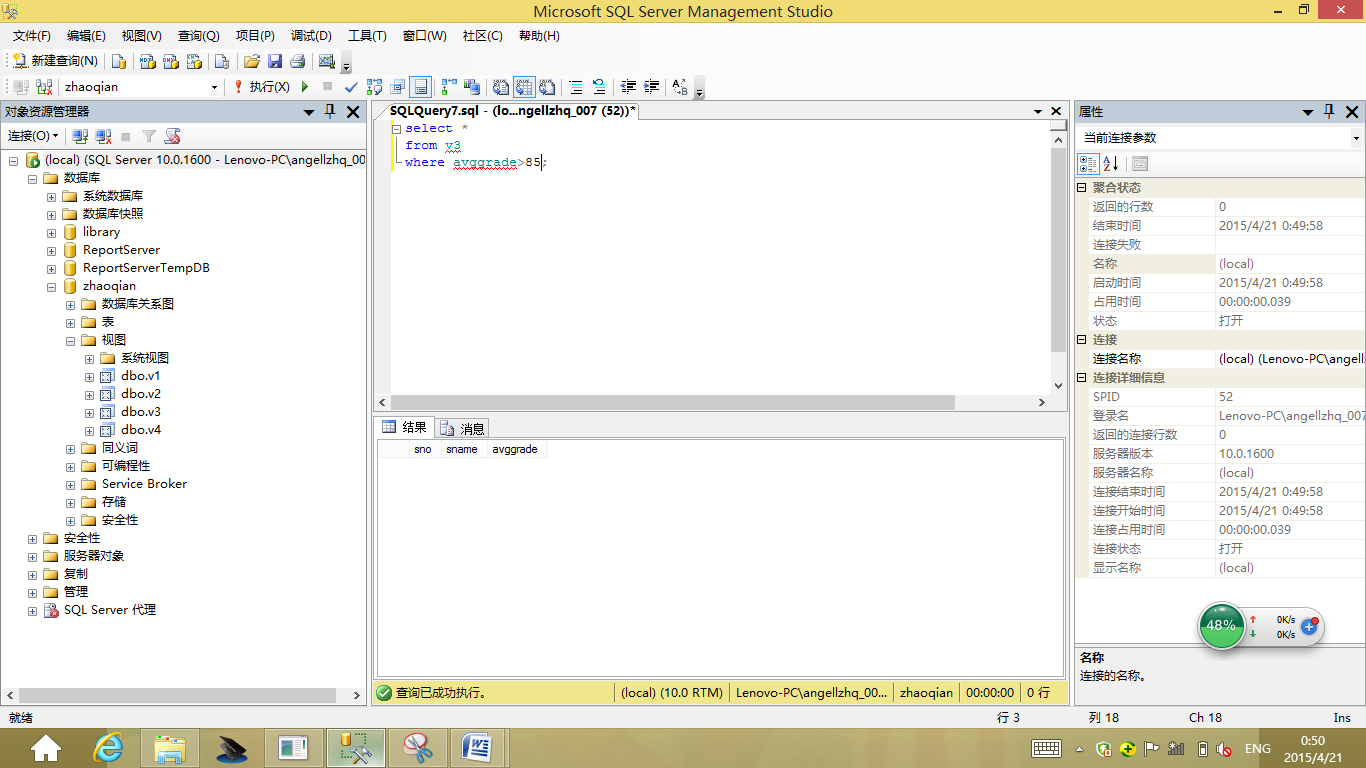 Microsoft SQL Server Management Studio
文件(F) 编辑(E) 视图(V) 查询(Q) 项目(P) 调试(D) 工具(T) 窗口(W) 社区(C) 帮助(H)
新建查询(N)
zhaoqian 执行(X)
对象资源管理器
连接(O)
(local) (SQL Server 10.0.1600 - Lenovo-PC\angellzhq_00
数据库
系统数据库
数据库快照
library
ReportServer
ReportServerTempDB
zhaoqian
数据库关系图
表
视图
系统视图
dbo.v1
dbo.v2
dbo.v3
dbo.v4
同义词
可编程性
Service Broker
存储
安全性
安全性
服务器对象
复制
管理
SQL Server 代理
SQLQuery7.sql - (lo...ngellzhq_007 (52))*
select *
from v3
where avggrade>85;
结果 消息
sno sname avggrade
查询已成功执行。 (local) (10.0 RTM) Lenovo-PC\angellzhq_00... zhaoqian 00:00:00 0 行
属性
当前连接参数
聚合状态
返回的行数 0
结束时间 2015/4/21 0:49:58
连接失败
名称 (local)
启动时间 2015/4/21 0:49:58
占用时间 00:00:00.039
状态 打开
连接
连接名称 (local) (Lenovo-PC\angell
连接详细信息
SPID 52
登录名 Lenovo-PC\angellzhq_007
返回的连接行数 0
服务器版本 10.0.1600
服务器名称 (local)
连接结束时间 2015/4/21 0:49:58
连接开始时间 2015/4/21 0:49:58
连接占用时间 00:00:00.039
连接状态 打开
显示名称 (local)
48% 0K/s
0K/s
名称
连接的名称。
就绪 行 3 列 18 Ch 18 Ins
ENG 0:50
2015/4/21